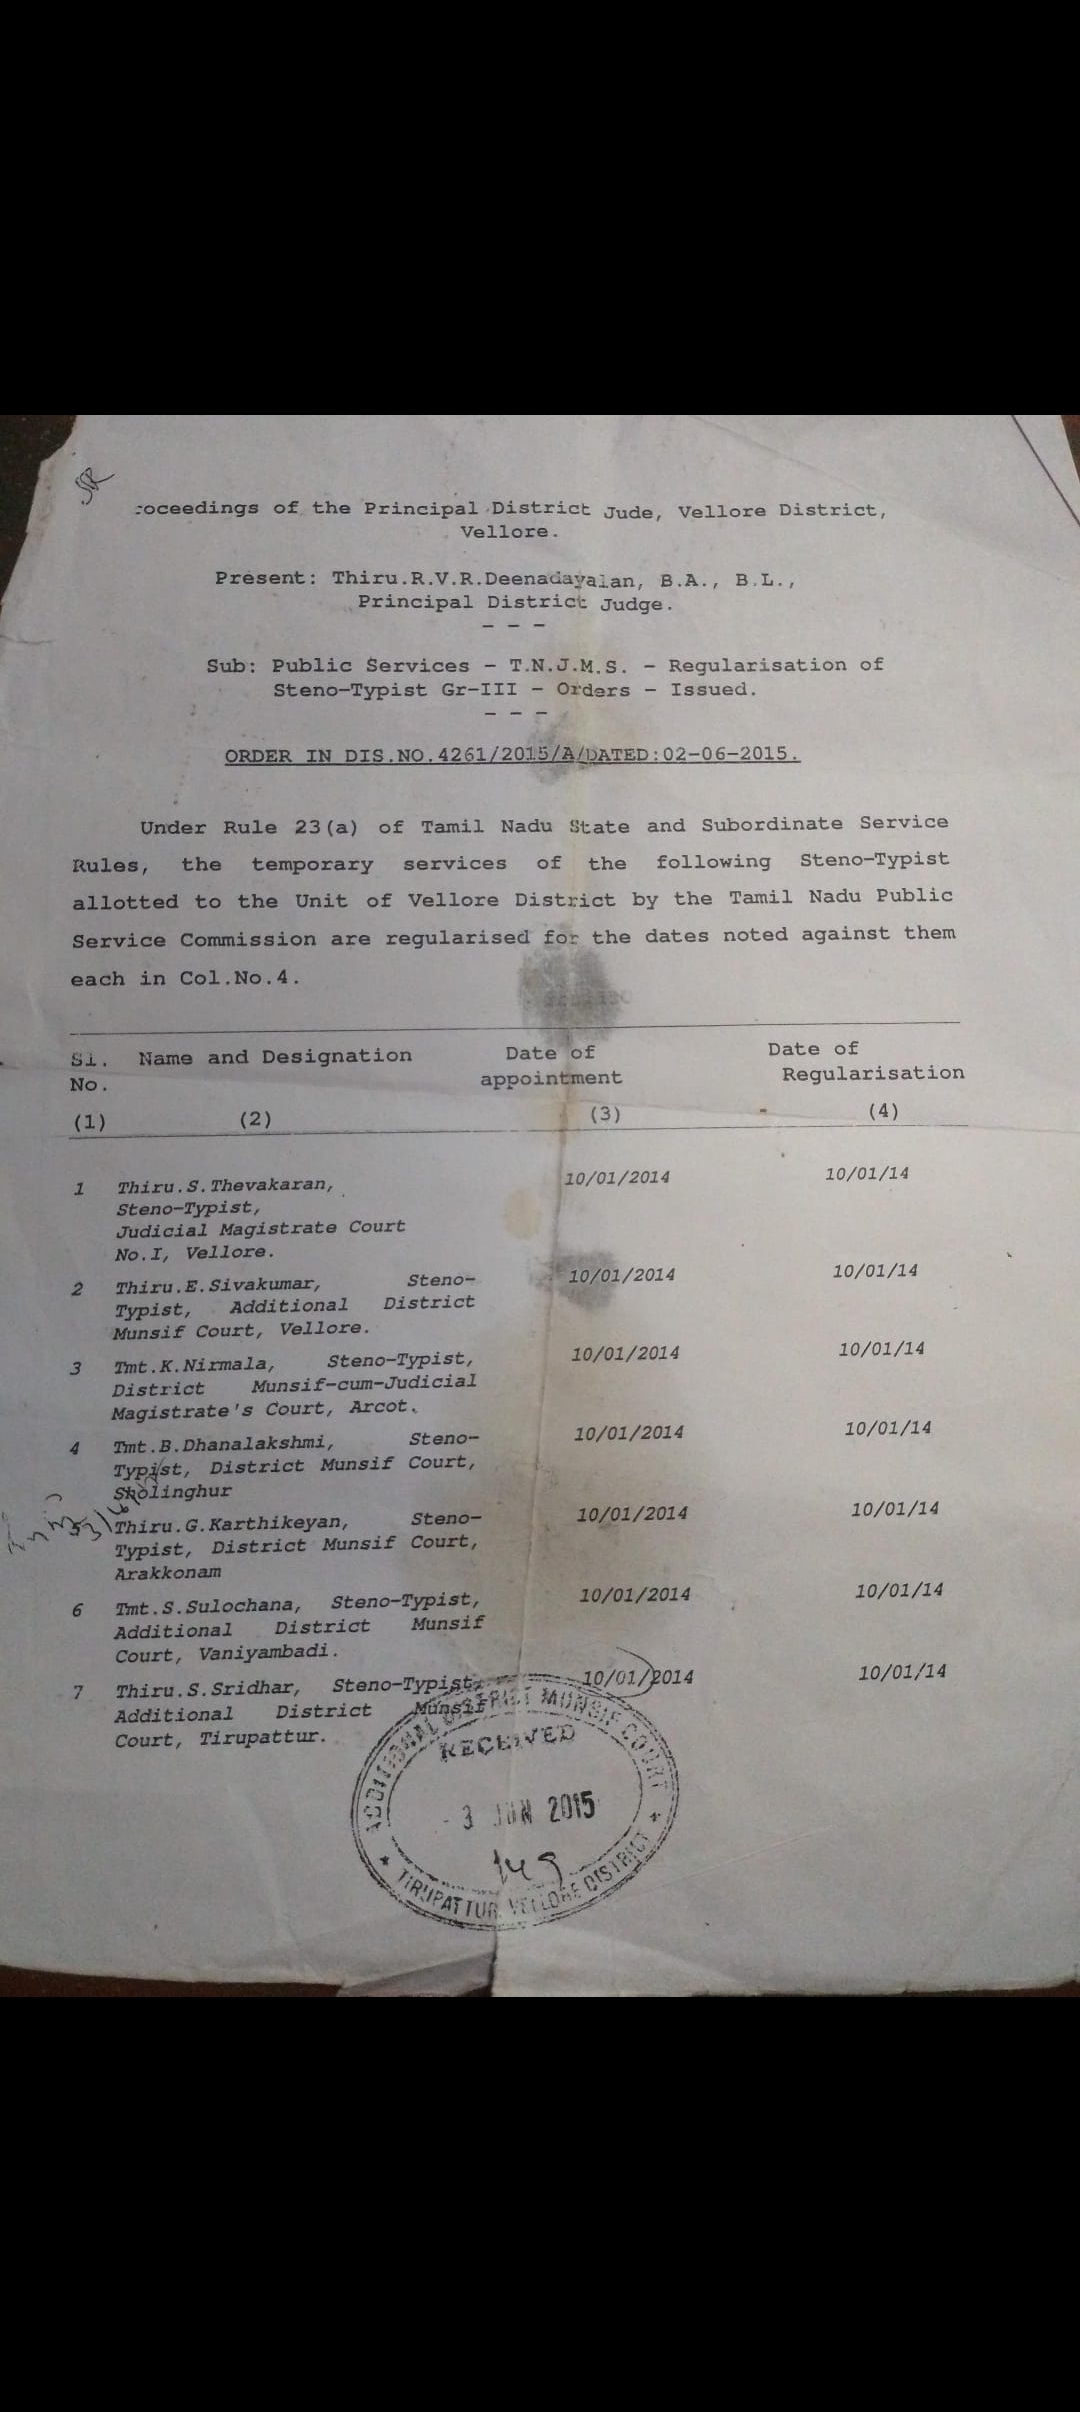 roceedings of the Principal District Jude, Vellore District,
Vellore.
Present: Thiru.R.V.R.Deenadayalan, B.A., B.L.,
Principal District Judge.
- - -
Sub: Public Services - T.N.J.M.S. - Regularisation of
Steno-Typist Gr-III - Orders - Issued.
- - -
ORDER IN DIS.NO.4261/2015/A/DATED:02-06-2015.
Under Rule 23(a) of Tamil Nadu State and Subordinate Service
Rules, the temporary services of the following Steno-Typist
allotted to the Unit of Vellore District by the Tamil Nadu Public
Service Commission are regularised for the dates noted against them
each in Col.No.4.
Sl. Name and Designation Date of Date of
No. appointment Regularisation
(1) (2) (3) (4)
1 Thiru.S.Thevakaran, 10/01/2014 10/01/14
Steno-Typist,
Judicial Magistrate Court
No.I, Vellore.
2 Thiru.E.Sivakumar, Steno- 10/01/2014 10/01/14
Typist, Additional District
Munsif Court, Vellore.
3 Tmt.K.Nirmala, Steno-Typist, 10/01/2014 10/01/14
District Munsif-cum-Judicial
Magistrate's Court, Arcot.
4 Tmt.B.Dhanalakshmi, Steno- 10/01/2014 10/01/14
Typist, District Munsif Court,
Sholinghur
5 Thiru.G.Karthikeyan, Steno- 10/01/2014 10/01/14
Typist, District Munsif Court,
Arakkonam
6 Tmt.S.Sulochana, Steno-Typist, 10/01/2014 10/01/14
Additional District Munsif
Court, Vaniyambadi.
7 Thiru.S.Sridhar, Steno-Typist, 10/01/2014 10/01/14
Additional District Munsif
Court, Tirupattur.
ADDITIONAL DISTRICT MUNSIF COURT
RECEIVED
- 3 JUN 2015
149
* TIRUPATTUR, VELLORE DISTRICT *